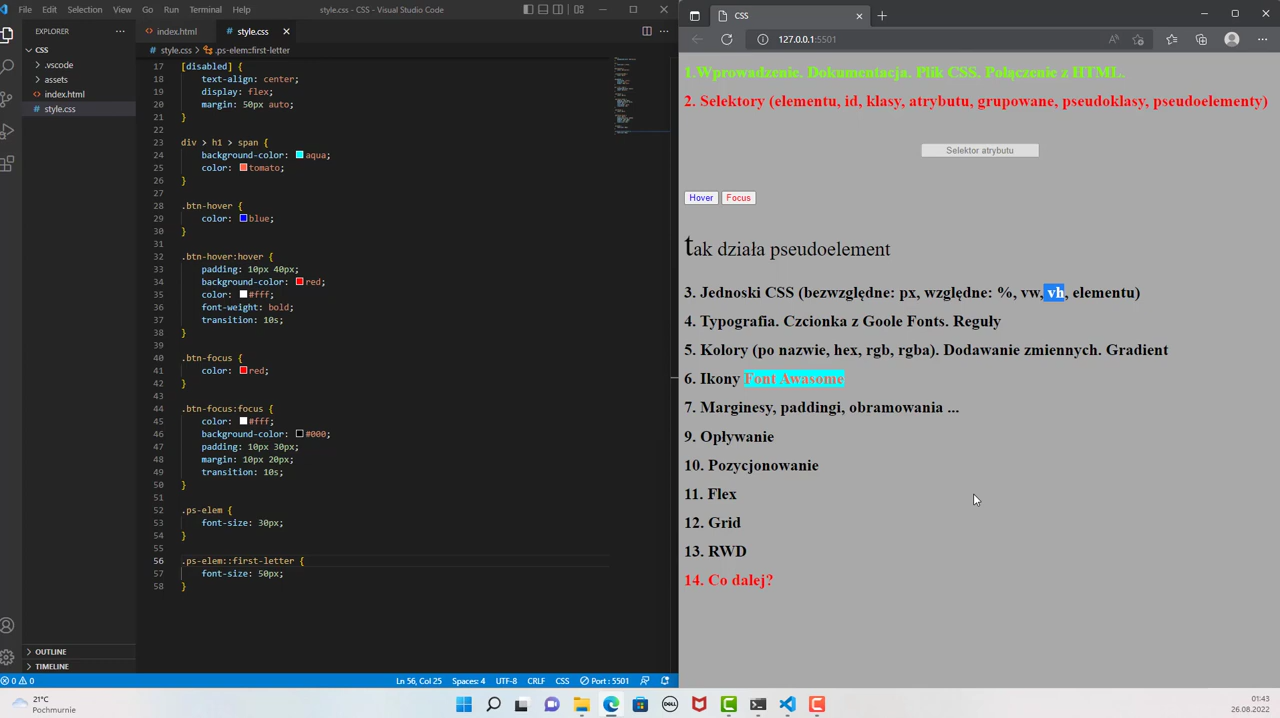 File Edit Selection View Go Run Terminal Help style.css - Visual Studio Code
EXPLORER
CSS
.vscode
assets
index.html
style.css
OUTLINE
TIMELINE
index.html
style.css
style.css > .ps-elem::first-letter
17 [disabled] {
18 text-align: center;
19 display: flex;
20 margin: 50px auto;
21 }
22
23 div > h1 > span {
24 background-color: aqua;
25 color: tomato;
26 }
27
28 .btn-hover {
29 color: blue;
30 }
31
32 .btn-hover:hover {
33 padding: 10px 40px;
34 background-color: red;
35 color: #fff;
36 font-weight: bold;
37 transition: 10s;
38 }
39
40 .btn-focus {
41 color: red;
42 }
43
44 .btn-focus:focus {
45 color: #fff;
46 background-color: #000;
47 padding: 10px 30px;
48 margin: 10px 20px;
49 transition: 10s;
50 }
51
52 .ps-elem {
53 font-size: 30px;
54 }
55
56 .ps-elem::first-letter {
57 font-size: 50px;
58 }
0 0 Ln 56, Col 25 Spaces: 4 UTF-8 CRLF CSS Port : 5501
CSS
127.0.0.1:5501
1.Wprowadzenie. Dokumentacja. Plik CSS. Połączenie z HTML.
2. Selektory (elementu, id, klasy, atrybutu, grupowane, pseudoklasy, pseudoelementy)
Selektor atrybutu
Hover Focus
tak działa pseudoelement
3. Jednoski CSS (bezwzględne: px, względne: %, vw, vh, elementu)
4. Typografia. Czcionka z Goole Fonts. Reguły
5. Kolory (po nazwie, hex, rgb, rgba). Dodawanie zmiennych. Gradient
6. Ikony Font Awasome
7. Marginesy, paddingi, obramowania ...
9. Opływanie
10. Pozycjonowanie
11. Flex
12. Grid
13. RWD
14. Co dalej?
21°C
Pochmurnie
DELL
01:43
26.08.2022